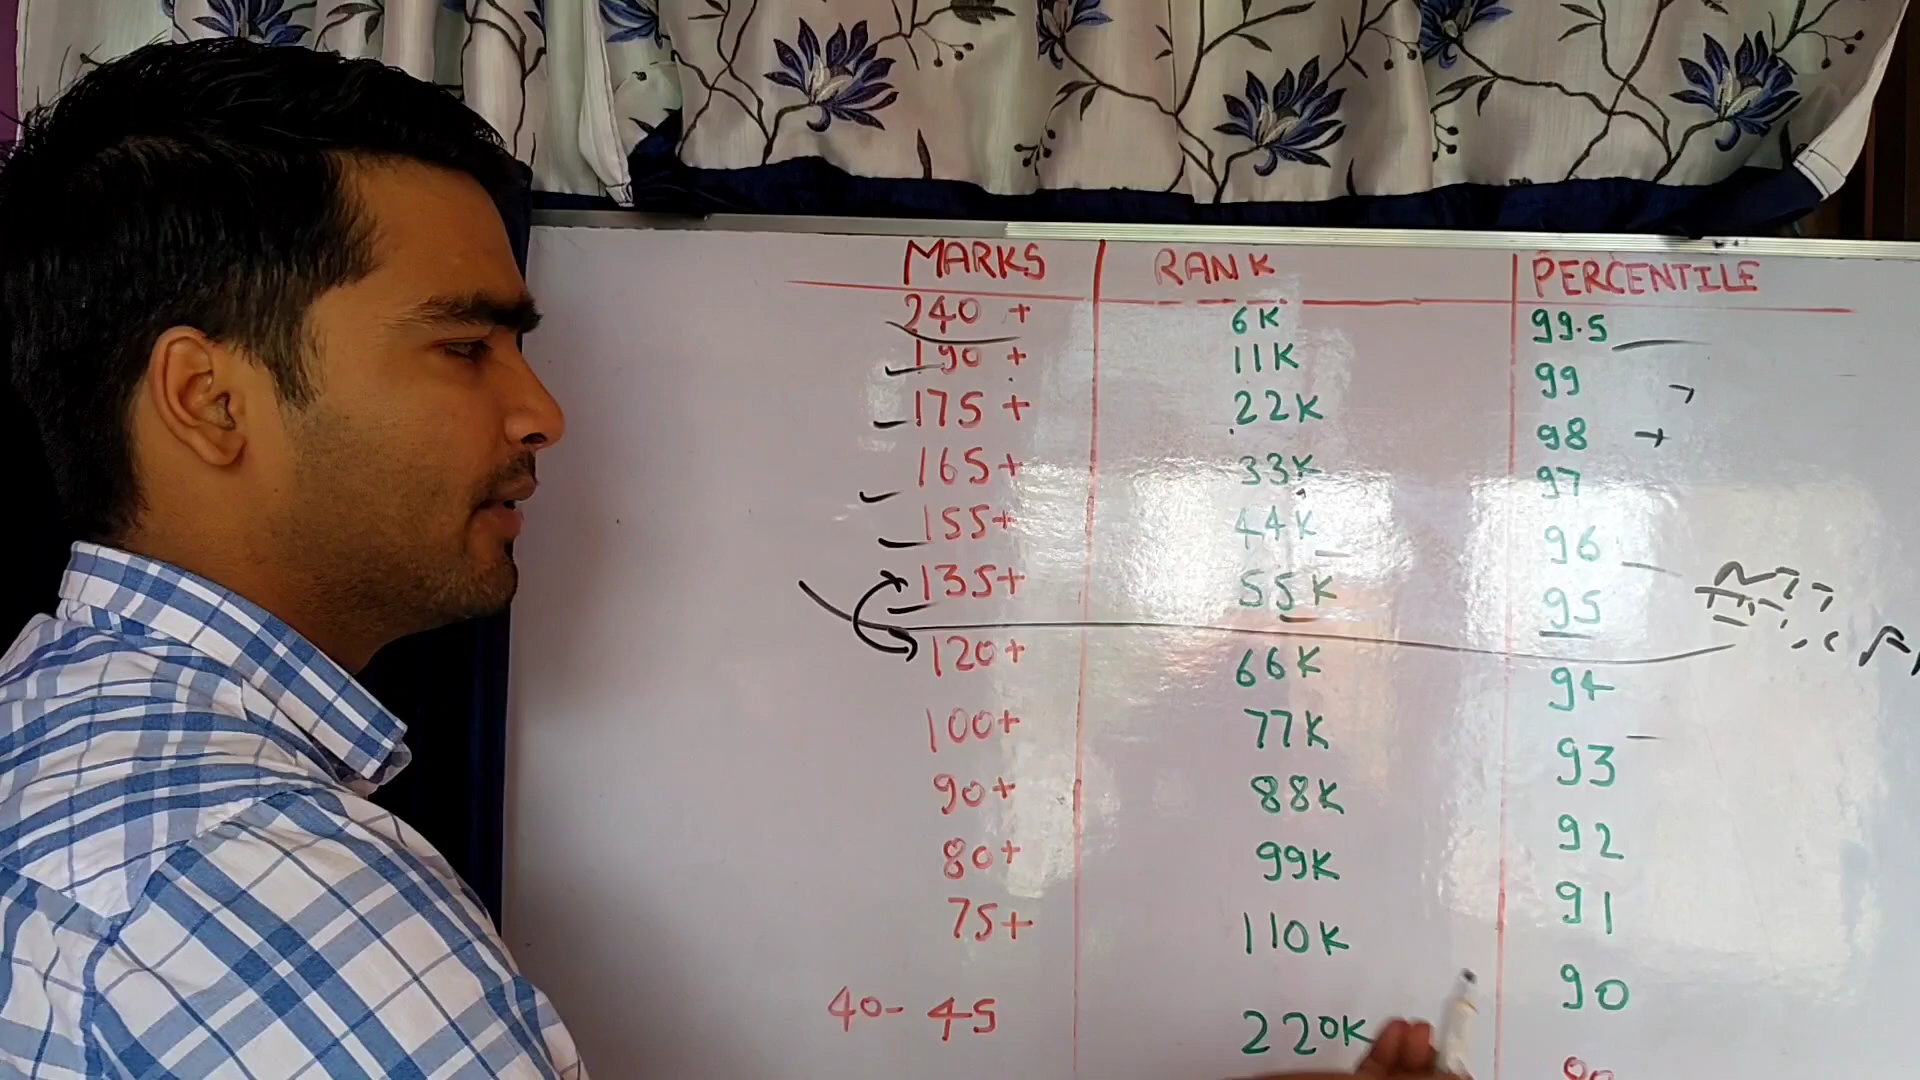 MARKS RANK PERCENTILE
240 + 6K 99.5
190 + 11K 99
175 + 22K 98
165+ 33K 97
155+ 44K 96
135+ 55K 95
120+ 66K 94
100+ 77K 93
90+ 88K 92
80+ 99K 91
75+ 110K 90
40- 45 220K